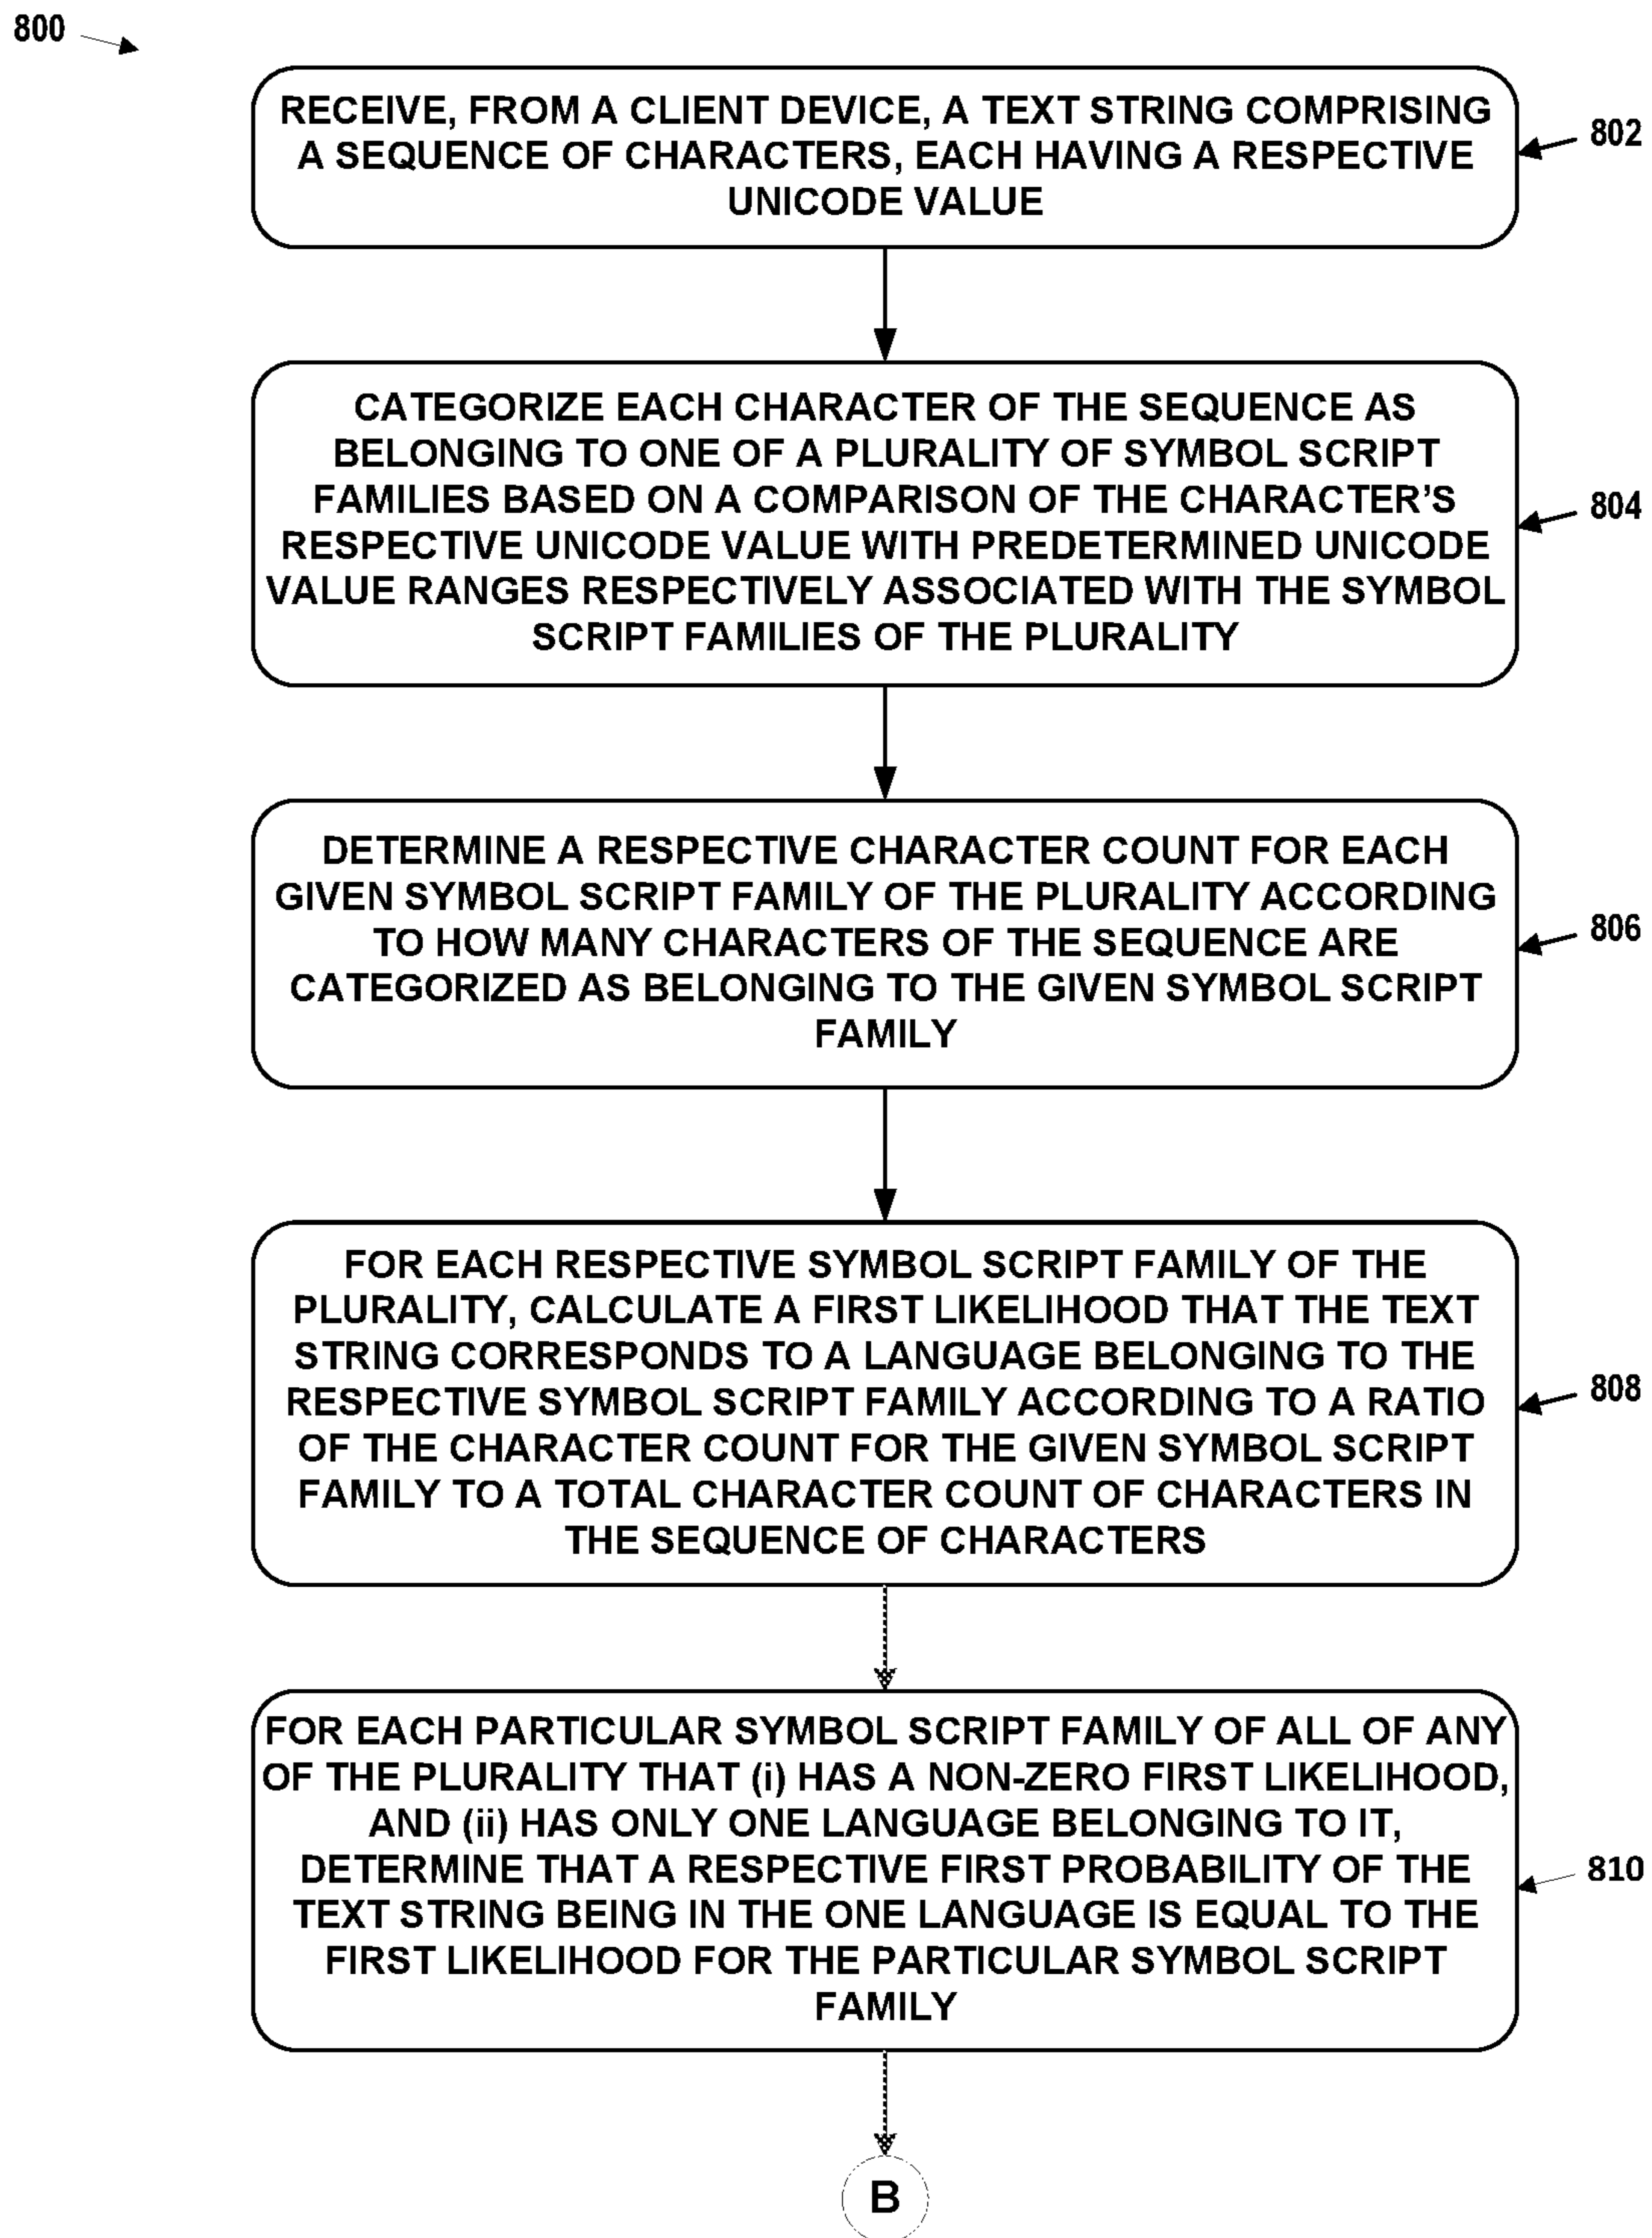 800
RECEIVE, FROM A CLIENT DEVICE, A TEXT STRING COMPRISING
A SEQUENCE OF CHARACTERS, EACH HAVING A RESPECTIVE
UNICODE VALUE
802
CATEGORIZE EACH CHARACTER OF THE SEQUENCE AS
BELONGING TO ONE OF A PLURALITY OF SYMBOL SCRIPT
FAMILIES BASED ON A COMPARISON OF THE CHARACTER’S
RESPECTIVE UNICODE VALUE WITH PREDETERMINED UNICODE
VALUE RANGES RESPECTIVELY ASSOCIATED WITH THE SYMBOL
SCRIPT FAMILIES OF THE PLURALITY
804
DETERMINE A RESPECTIVE CHARACTER COUNT FOR EACH
GIVEN SYMBOL SCRIPT FAMILY OF THE PLURALITY ACCORDING
TO HOW MANY CHARACTERS OF THE SEQUENCE ARE
CATEGORIZED AS BELONGING TO THE GIVEN SYMBOL SCRIPT
FAMILY
806
FOR EACH RESPECTIVE SYMBOL SCRIPT FAMILY OF THE
PLURALITY, CALCULATE A FIRST LIKELIHOOD THAT THE TEXT
STRING CORRESPONDS TO A LANGUAGE BELONGING TO THE
RESPECTIVE SYMBOL SCRIPT FAMILY ACCORDING TO A RATIO
OF THE CHARACTER COUNT FOR THE GIVEN SYMBOL SCRIPT
FAMILY TO A TOTAL CHARACTER COUNT OF CHARACTERS IN
THE SEQUENCE OF CHARACTERS
808
FOR EACH PARTICULAR SYMBOL SCRIPT FAMILY OF ALL OF ANY
OF THE PLURALITY THAT (i) HAS A NON-ZERO FIRST LIKELIHOOD,
AND (ii) HAS ONLY ONE LANGUAGE BELONGING TO IT,
DETERMINE THAT A RESPECTIVE FIRST PROBABILITY OF THE
TEXT STRING BEING IN THE ONE LANGUAGE IS EQUAL TO THE
FIRST LIKELIHOOD FOR THE PARTICULAR SYMBOL SCRIPT
FAMILY
810
B